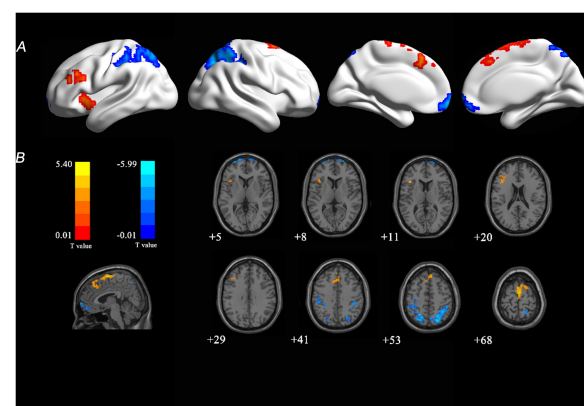 A
B
5.40 -5.99
0.01 -0.01
T value T value
+5 +8 +11 +20
+29 +41 +53 +68